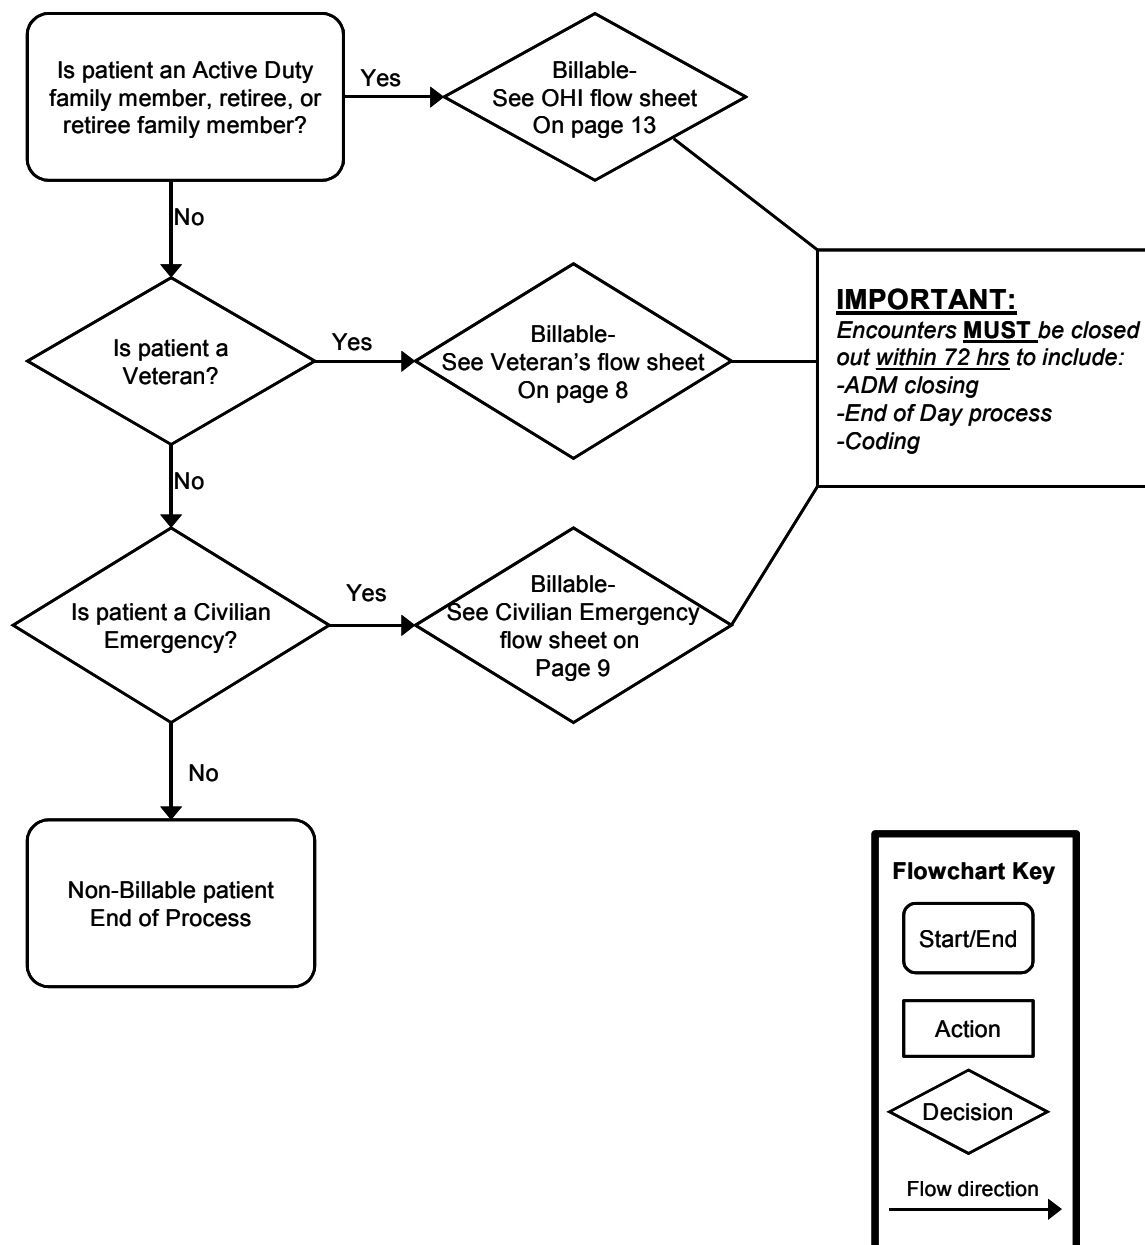 Is patient an Active Duty
family member, retiree, or
retiree family member?
Yes
Billable-
See OHI flow sheet
On page 13
No
Is patient a
Veteran?
Yes
Billable-
See Veteran's flow sheet
On page 8
IMPORTANT:
Encounters MUST be closed
out within 72 hrs to include:
-ADM closing
-End of Day process
-Coding
No
Is patient a Civilian
Emergency?
Yes
Billable-
See Civilian Emergency
flow sheet on
Page 9
No
Non-Billable patient
End of Process
Flowchart Key
Start/End
Action
Decision
Flow direction